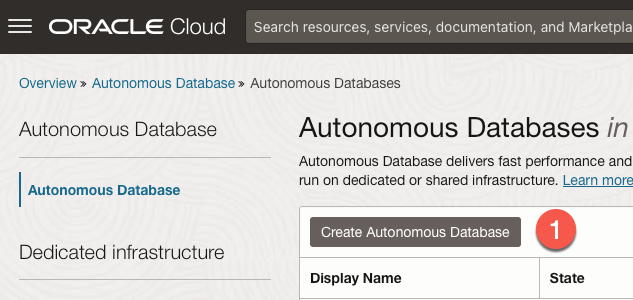 ORACLE Cloud
Search resources, services, documentation, and Marketpla
Overview » Autonomous Database » Autonomous Databases
Autonomous Database
Autonomous Database
Dedicated infrastructure
Autonomous Databases in
Autonomous Database delivers fast performance and
run on dedicated or shared infrastructure. Learn more
Create Autonomous Database
1
Display Name
State